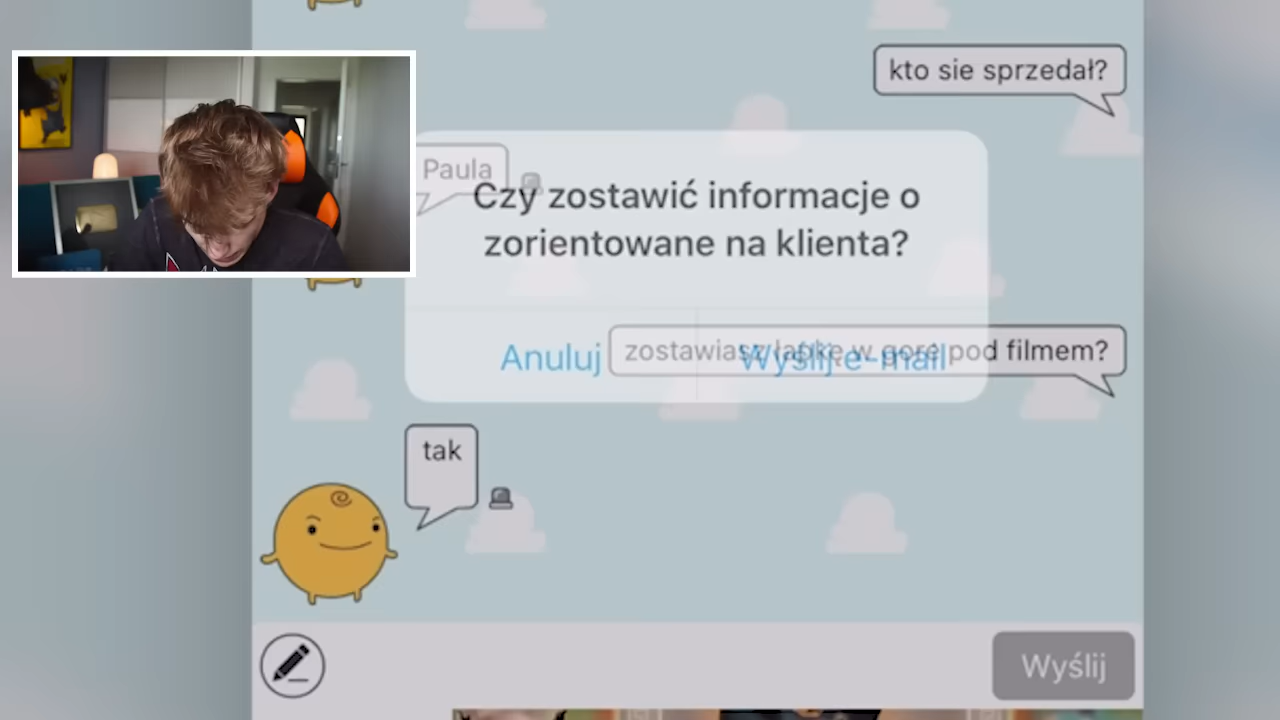 kto sie sprzedał?
Paula
Czy zostawić informacje o
zorientowane na klienta?
zostawiasz łapkę w górę pod filmem?
Anuluj
Wyślij e-mail
tak
Wyślij